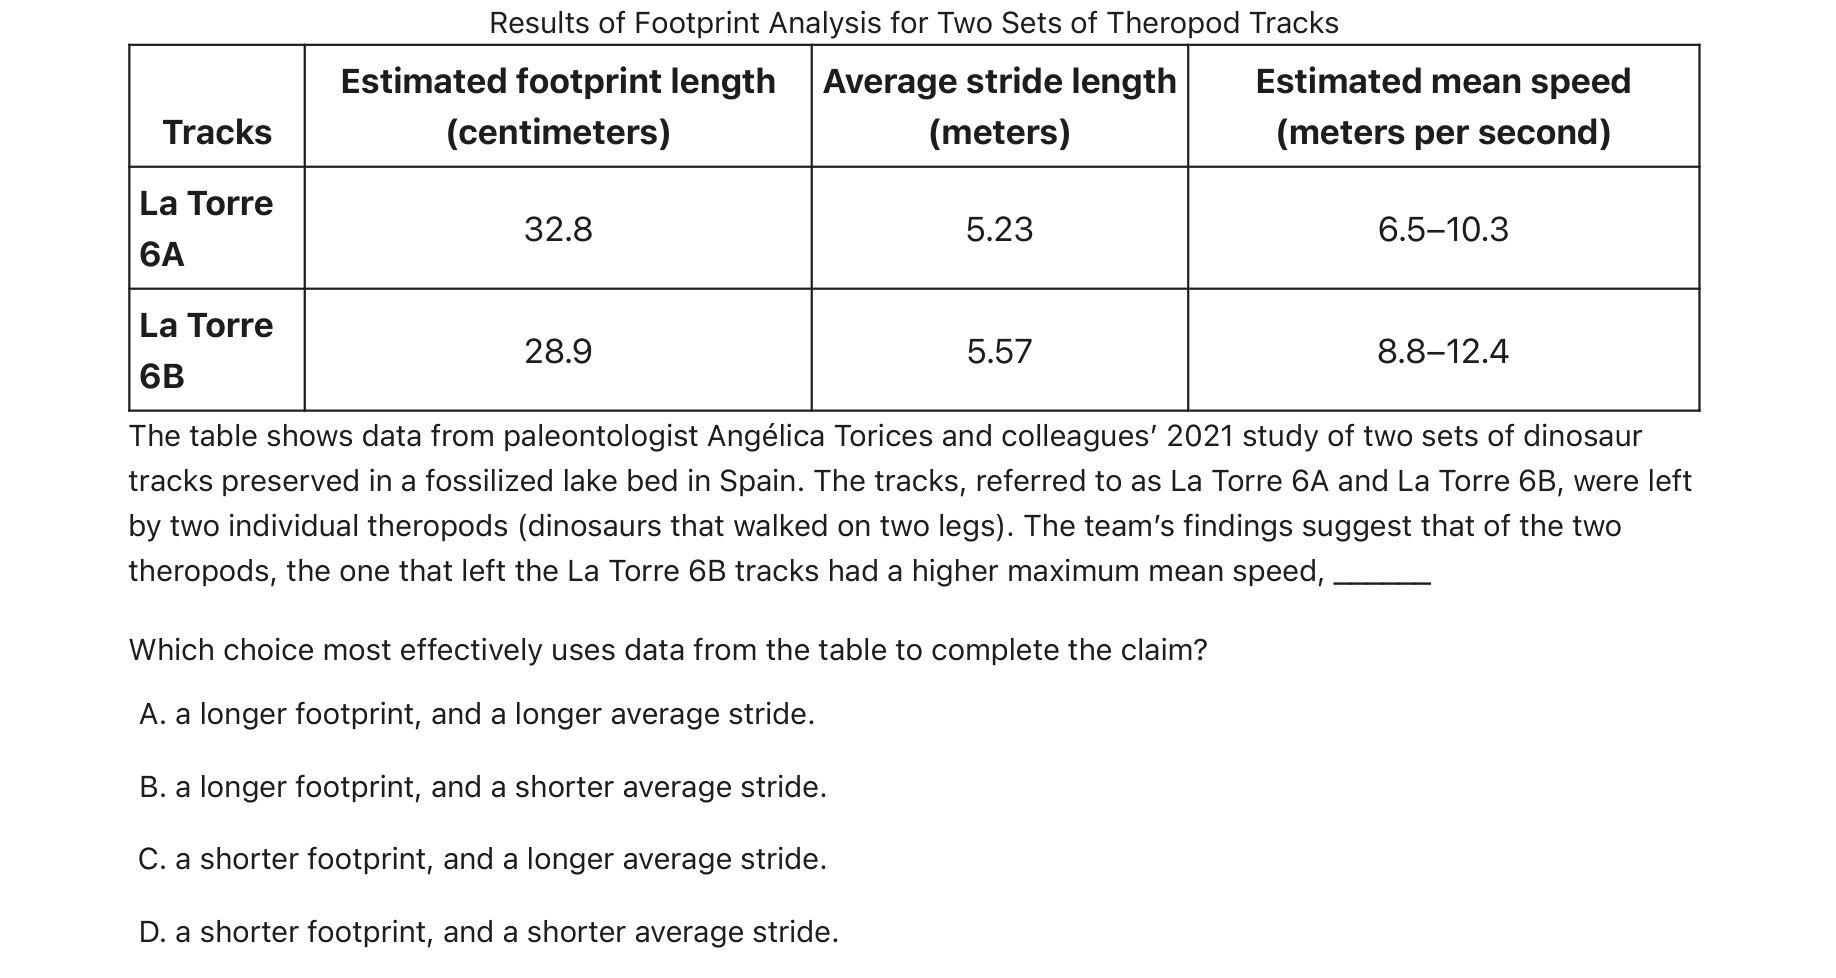 Results of Footprint Analysis for Two Sets of Theropod Tracks
Tracks
Estimated footprint length
(centimeters)
Average stride length
(meters)
Estimated mean speed
(meters per second)
La Torre
6A
32.8
5.23
6.5–10.3
La Torre
6B
28.9
5.57
8.8–12.4
The table shows data from paleontologist Angélica Torices and colleagues’ 2021 study of two sets of dinosaur
tracks preserved in a fossilized lake bed in Spain. The tracks, referred to as La Torre 6A and La Torre 6B, were left
by two individual theropods (dinosaurs that walked on two legs). The team’s findings suggest that of the two
theropods, the one that left the La Torre 6B tracks had a higher maximum mean speed, ______
Which choice most effectively uses data from the table to complete the claim?
A. a longer footprint, and a longer average stride.
B. a longer footprint, and a shorter average stride.
C. a shorter footprint, and a longer average stride.
D. a shorter footprint, and a shorter average stride.